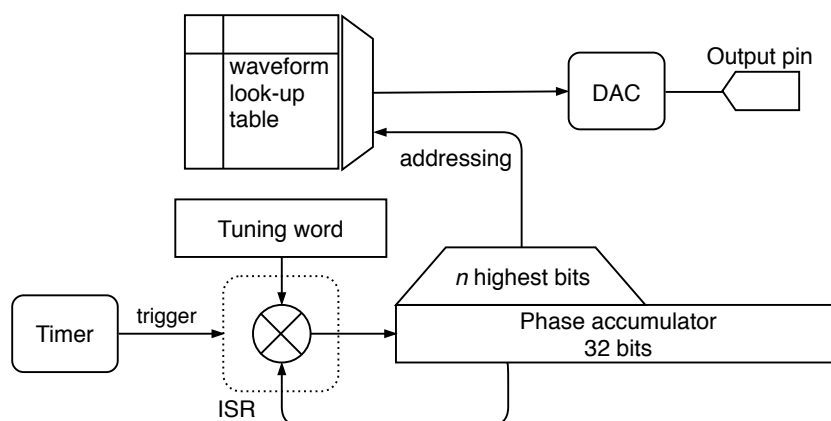 waveform
look-up
table
DAC
Output pin
addressing
Tuning word
n highest bits
Timer
trigger
Phase accumulator
32 bits
ISR